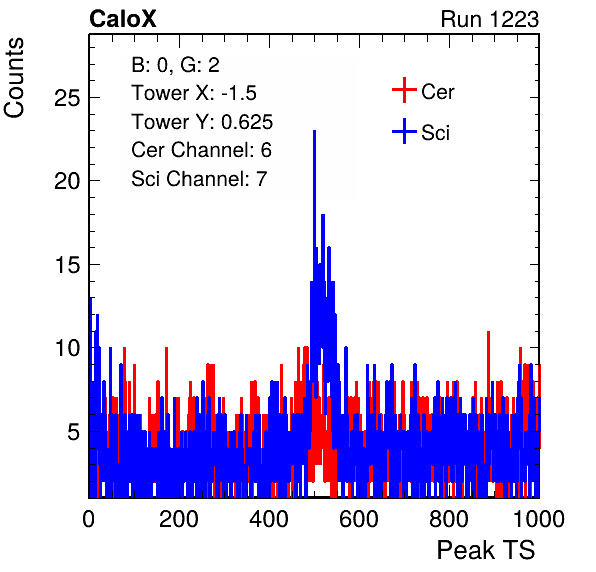 CaloX Run 1223
Counts
B: 0, G: 2
Tower X: -1.5
Tower Y: 0.625
Cer Channel: 6
Sci Channel: 7
Cer
Sci
25
20
15
10
5
0 200 400 600 800 1000
Peak TS